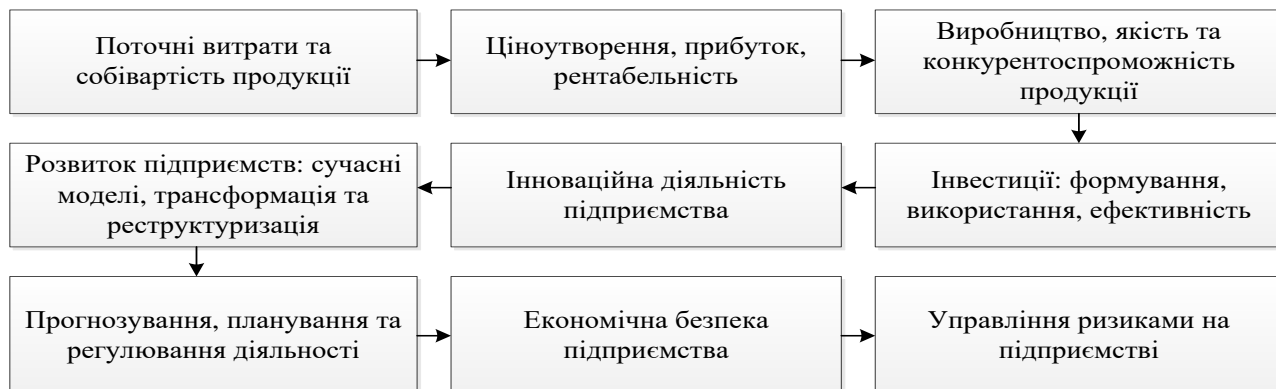 Поточні витрати та
собівартість продукції
Ціноутворення, прибуток,
рентабельність
Виробництво, якість та
конкурентоспроможність
продукції
Розвиток підприємств: сучасні
моделі, трансформація та
реструктуризація
Інноваційна діяльність
підприємства
Інвестиції: формування,
використання, ефективність
Прогнозування, планування та
регулювання діяльності
Економічна безпека
підприємства
Управління ризиками на
підприємстві